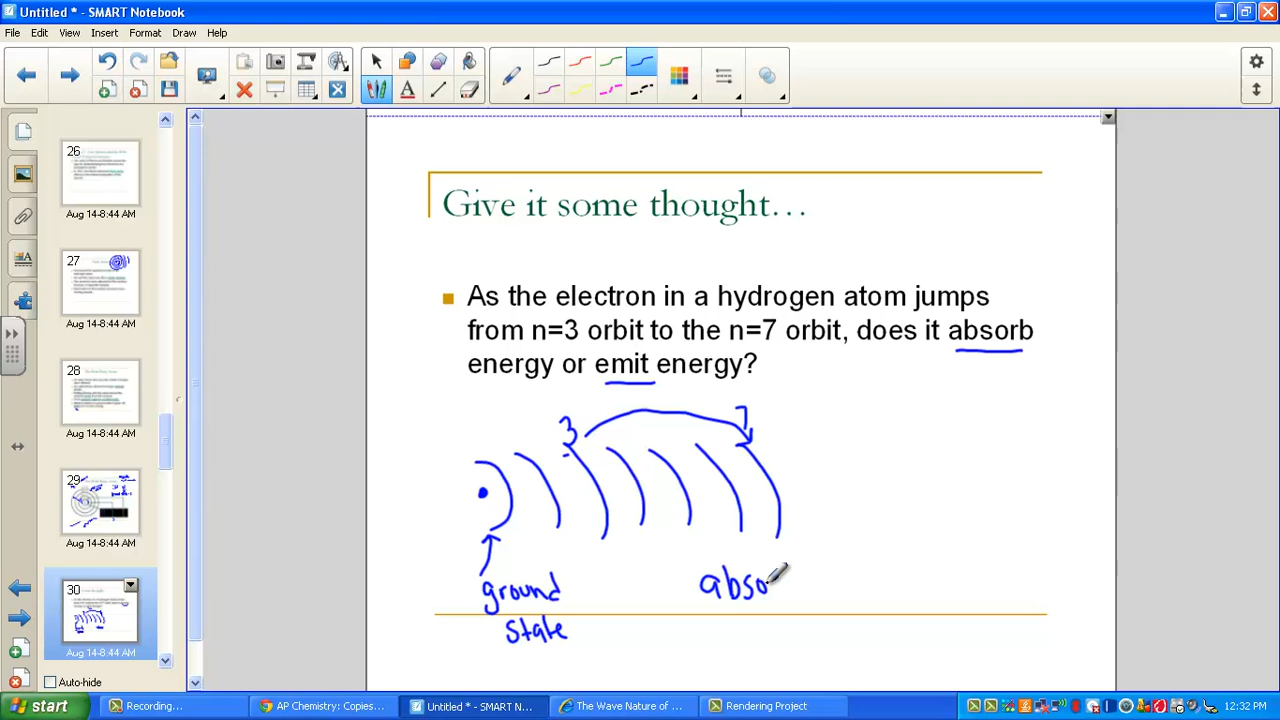 Untitled * - SMART Notebook
File Edit View Insert Format Draw Help
26
Aug 14-8:44 AM
27
Aug 14-8:44 AM
28
Aug 14-8:44 AM
29
Aug 14-8:44 AM
30
Aug 14-8:44 AM
Auto-hide
Give it some thought…
As the electron in a hydrogen atom jumps
from n=3 orbit to the n=7 orbit, does it absorb
energy or emit energy?
3 7
ground
state
abso
start Recording... AP Chemistry: Copies... Untitled * - SMART N... The Wave Nature of ... Rendering Project 12:32 PM